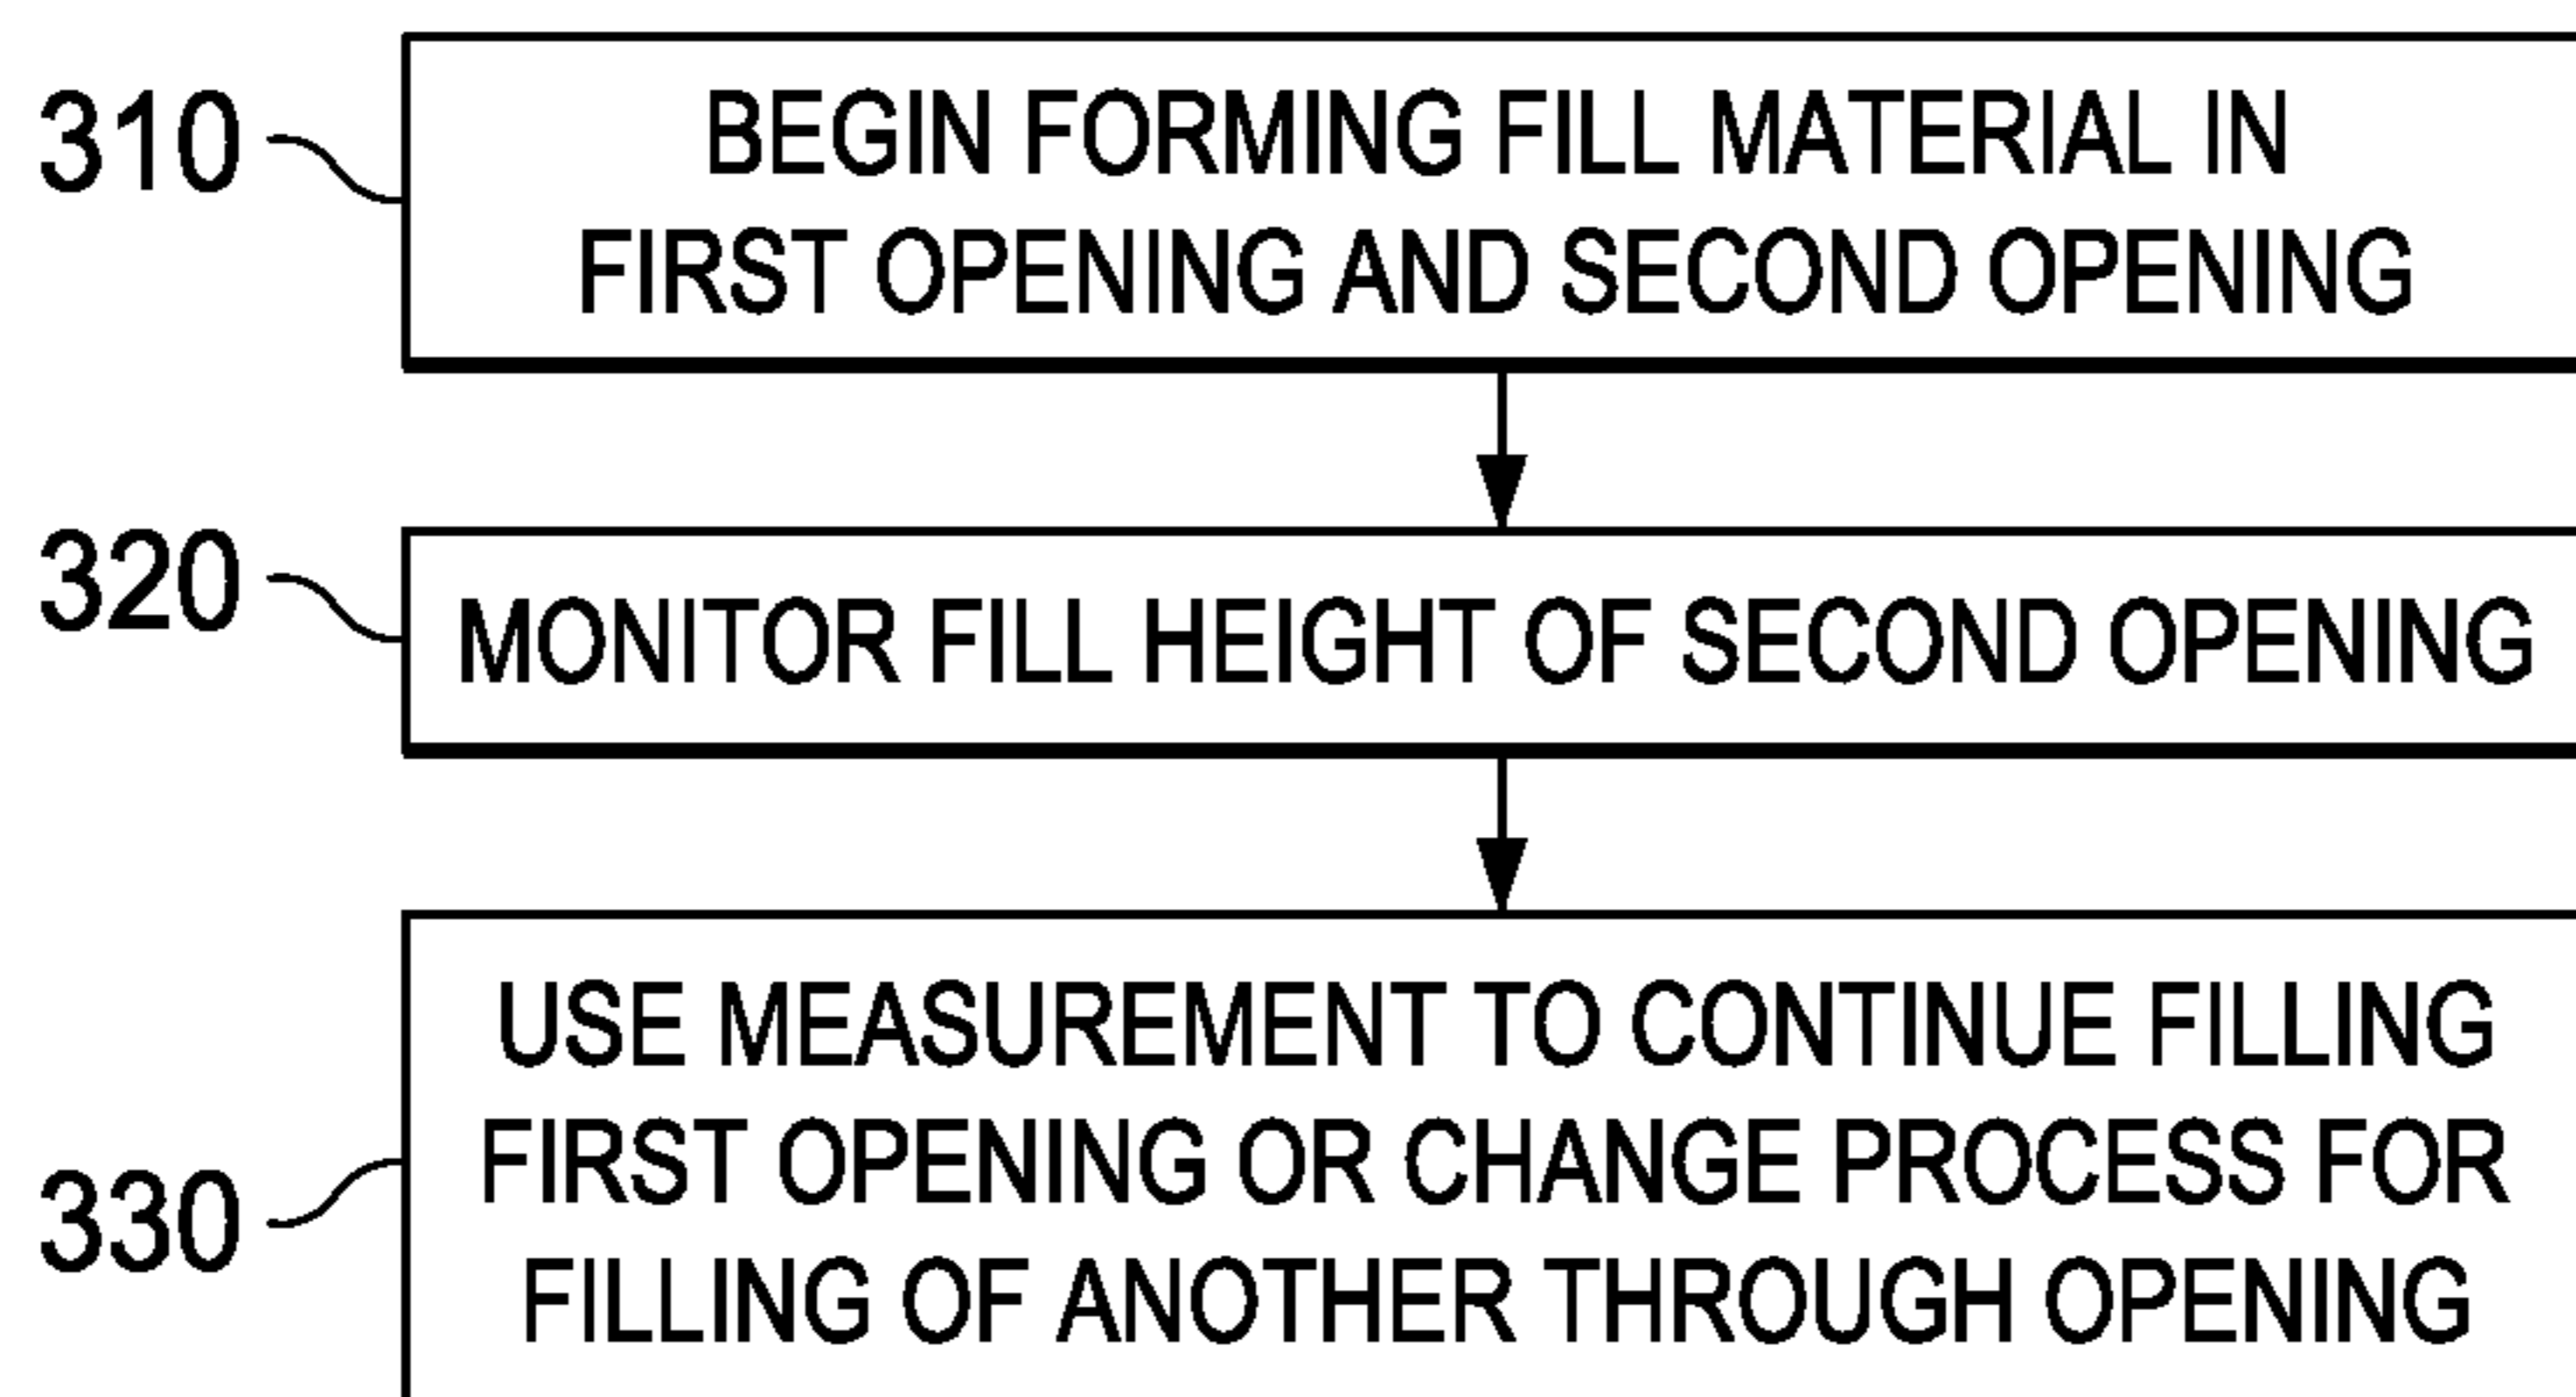 310
BEGIN FORMING FILL MATERIAL IN
FIRST OPENING AND SECOND OPENING
320
MONITOR FILL HEIGHT OF SECOND OPENING
330
USE MEASUREMENT TO CONTINUE FILLING
FIRST OPENING OR CHANGE PROCESS FOR
FILLING OF ANOTHER THROUGH OPENING